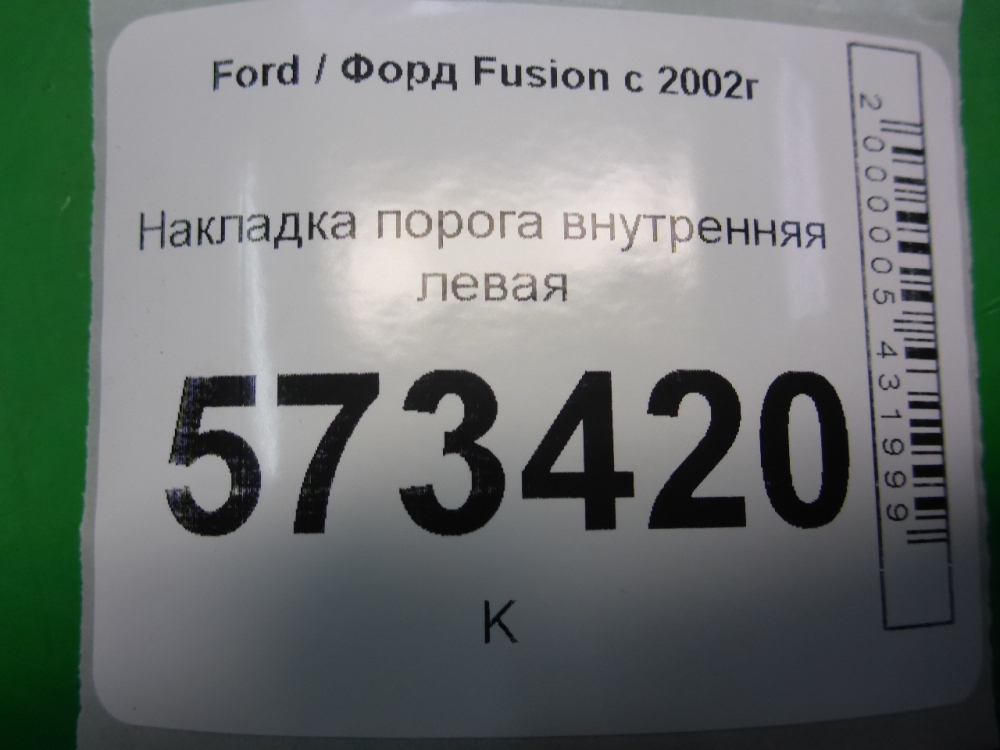 Ford / Форд Fusion с 2002г
Накладка порога внутренняя
левая
573420
К
2000005431999